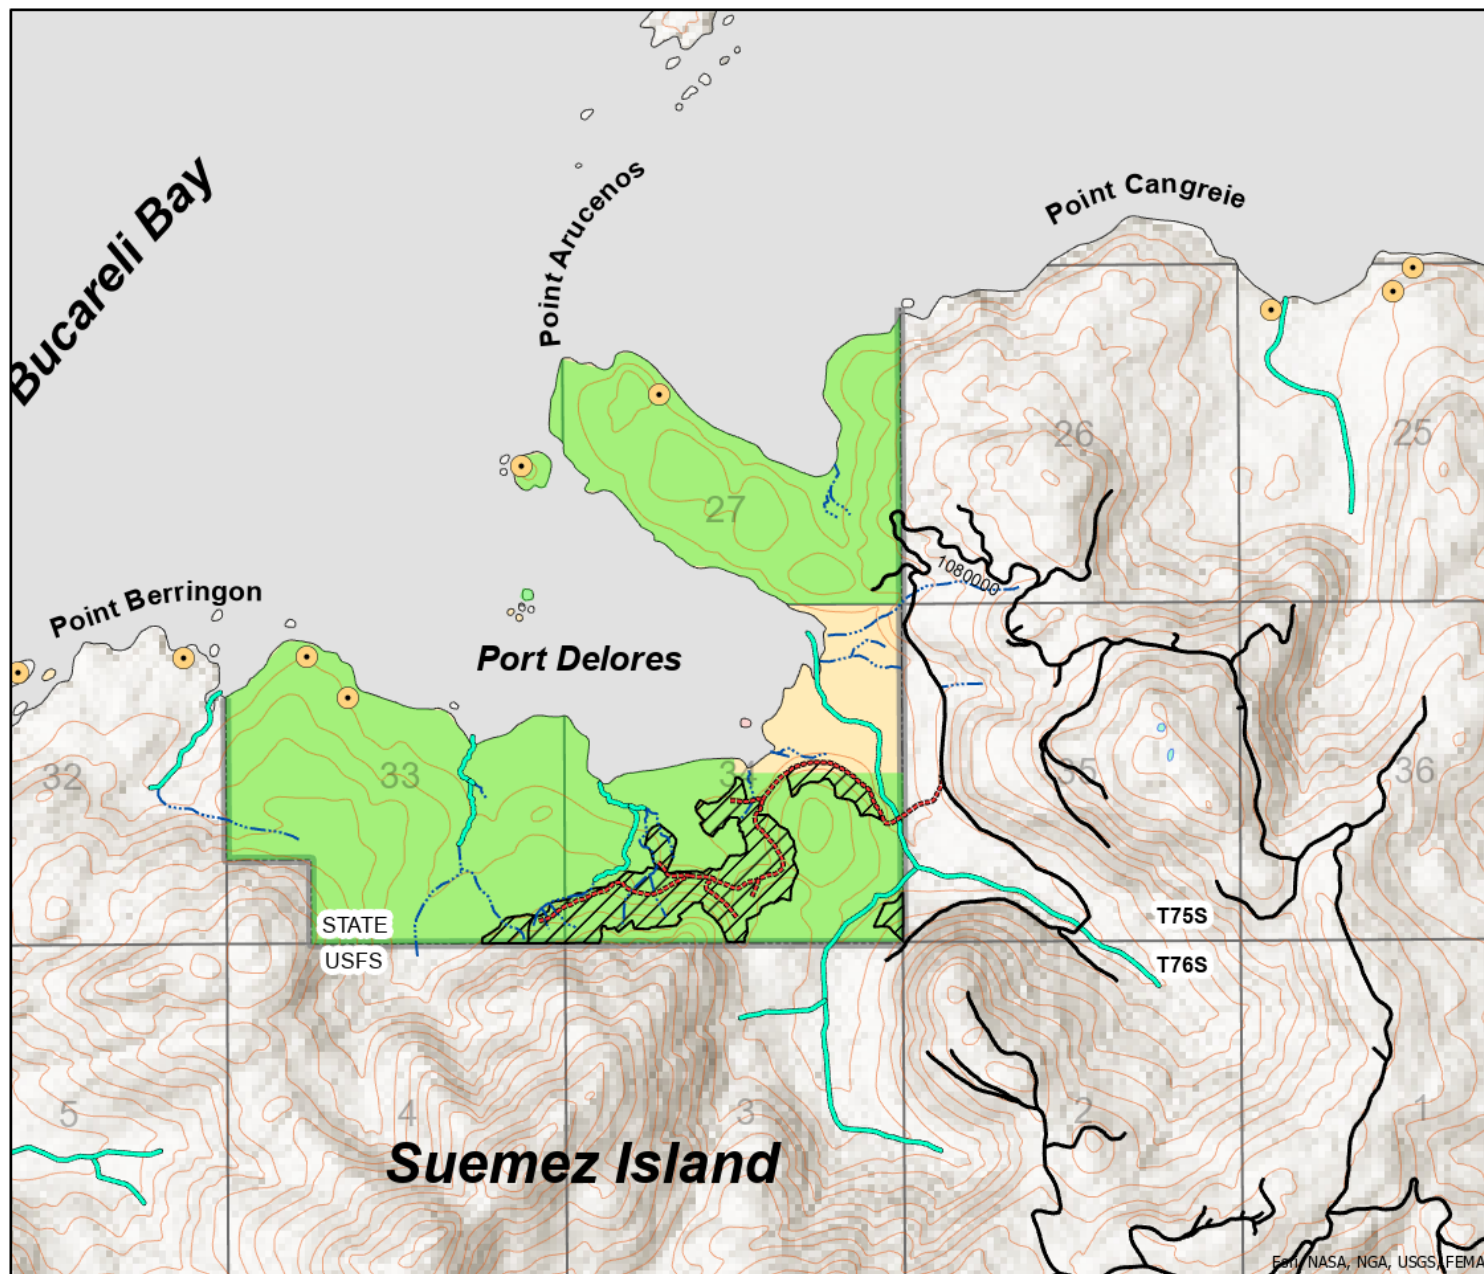 Bucareli Bay
Point Arucenos
Point Cangreie
26
25
27
1080000
Point Berringon
Port Delores
32
33
35
36
STATE
USFS
T75S
T76S
5
4
3
2
1
Suemez Island
Esri, NASA, NGA, USGS, FEMA